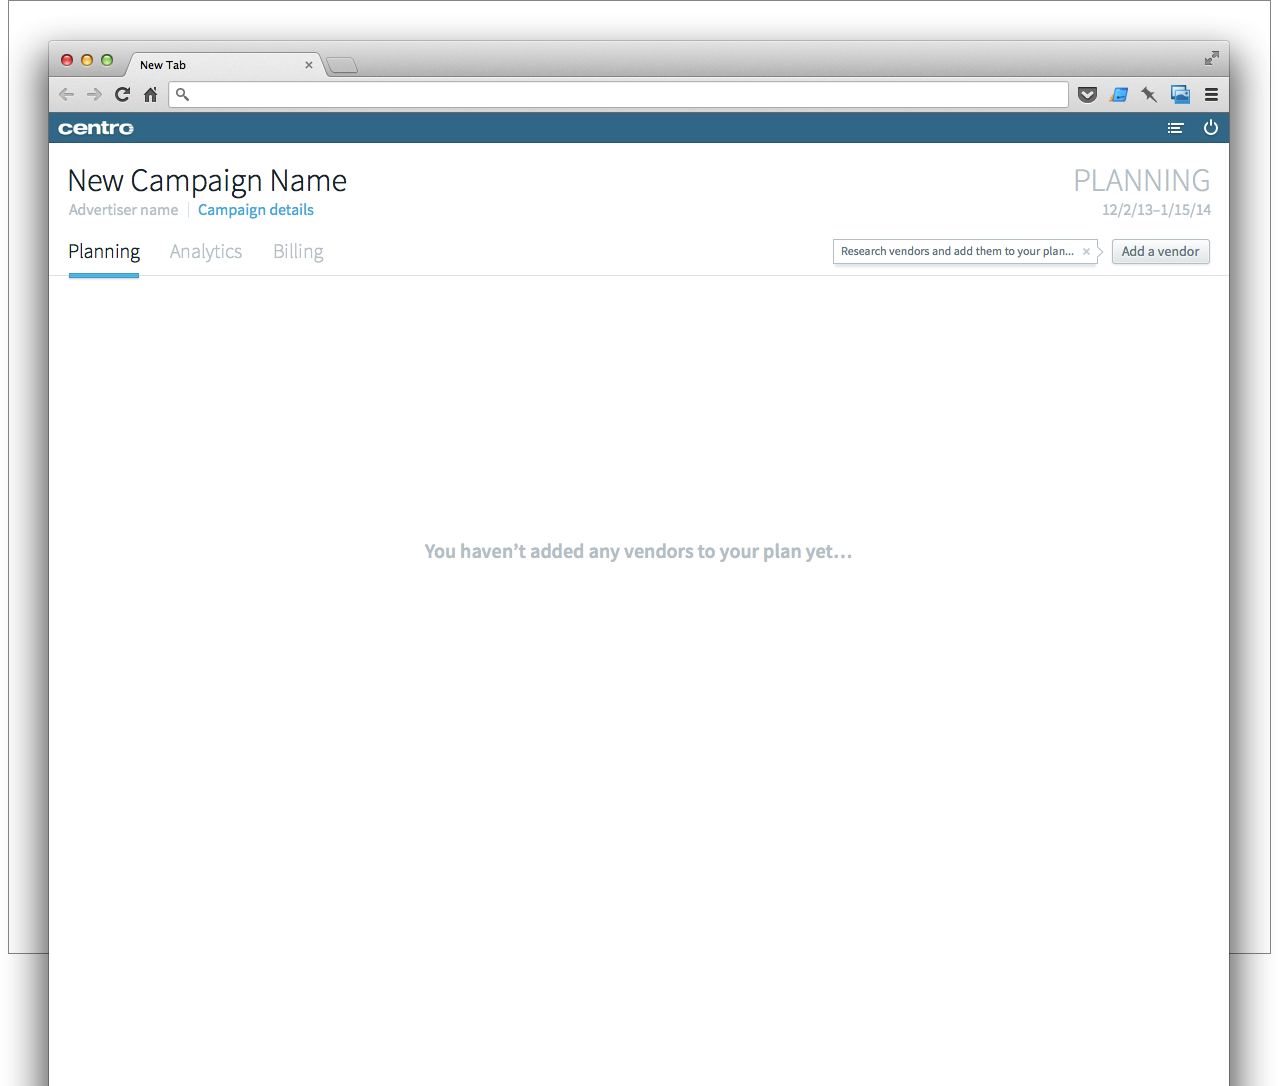 New Tab
centro
New Campaign Name
PLANNING
Advertiser name
Campaign details
12/2/13–1/15/14
Planning
Analytics
Billing
Research vendors and add them to your plan...
Add a vendor
You haven’t added any vendors to your plan yet…